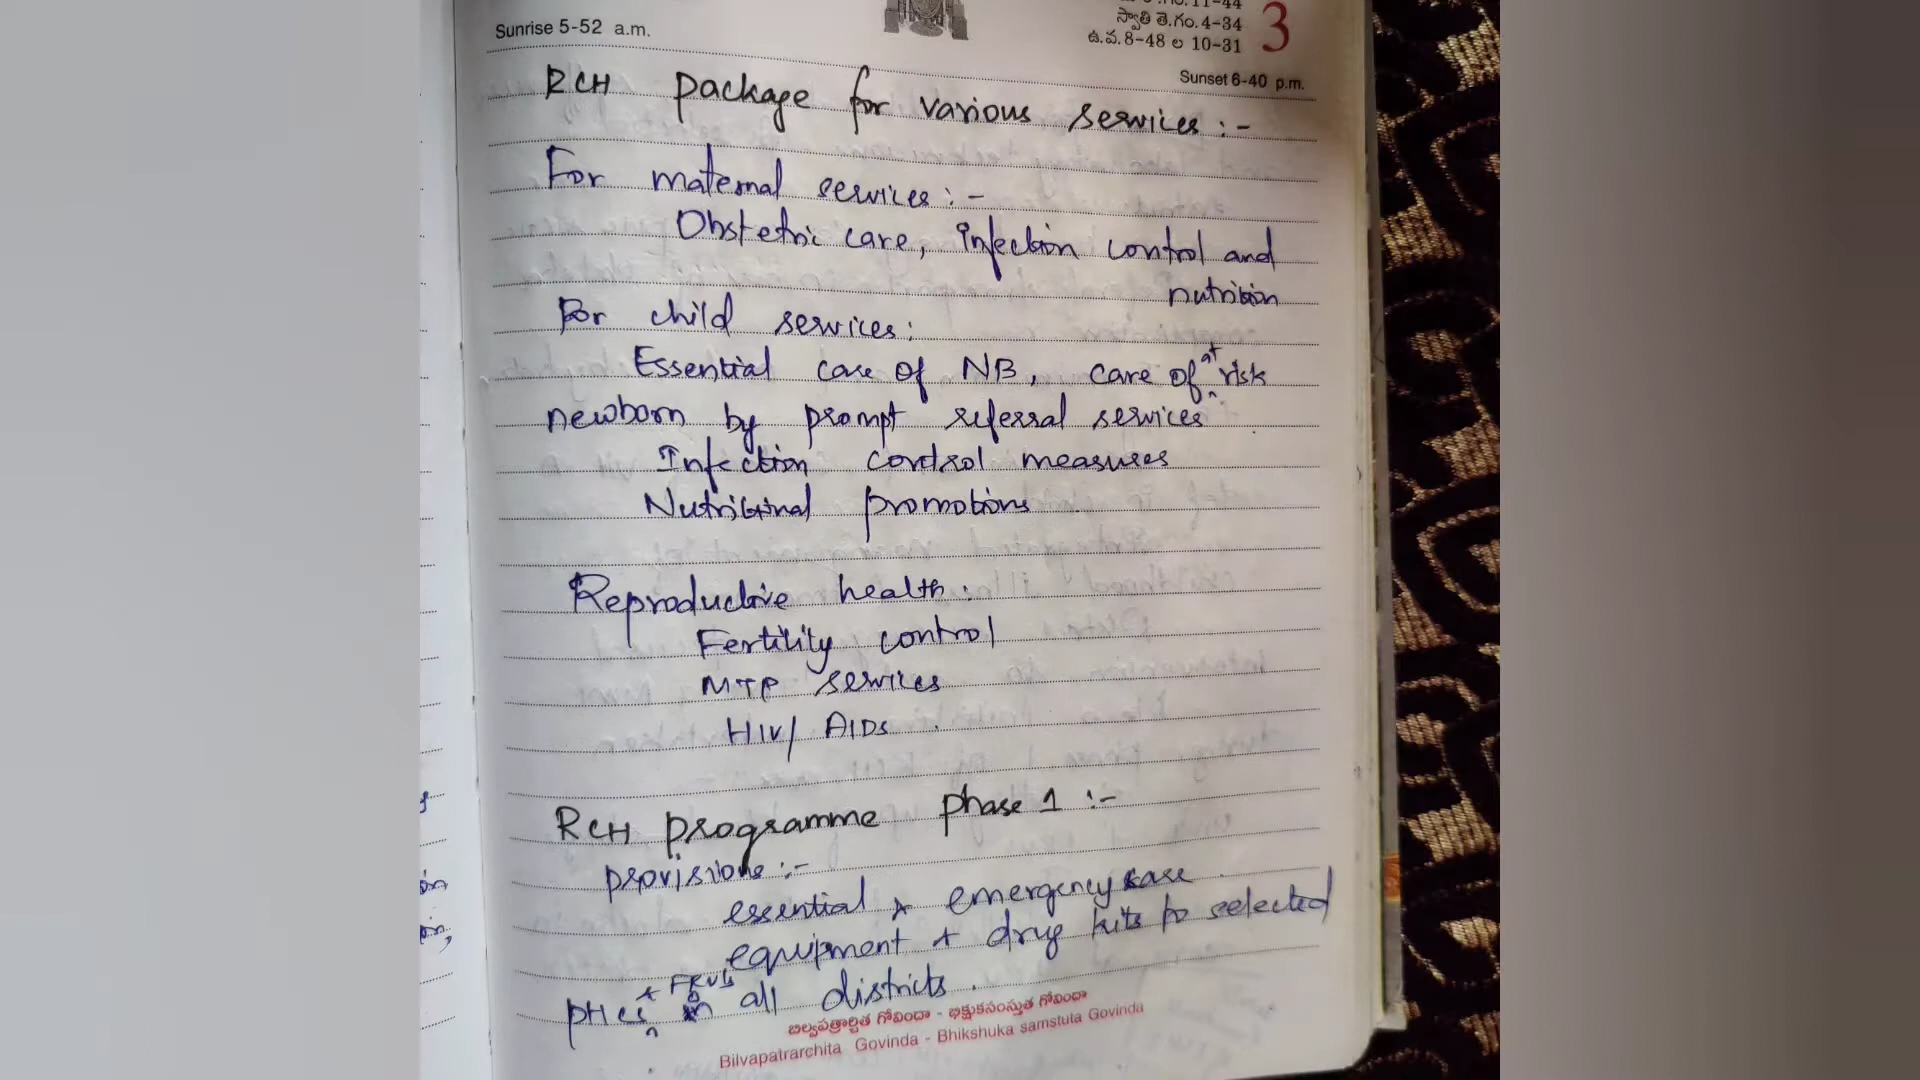 Sunrise 5-52 a.m.
స్వాతి తె.గం.4-34
ఉ.వ.8-48 ల 10-31
3
Sunset 6-40 p.m.
RCH package for various services :-
For maternal services :-
Obstetric care, Infection control and
nutrition
For child services:
Essential care of NB, care of at risk
newborn by prompt referral services
Infection control measures
Nutritional promotions
Reproductive health:
Fertility control
MTP services
HIV/ AIDs
RCH programme phase 1 :-
provisions :-
essential & emergency care
equipment & drug kits to selected
PHCs & FRUs in all districts.
బిల్వపత్రార్చిత గోవిందా - భిక్షుకసంస్తుత గోవిందా
Bilvapatrarchita Govinda - Bhikshuka samstuta Govinda